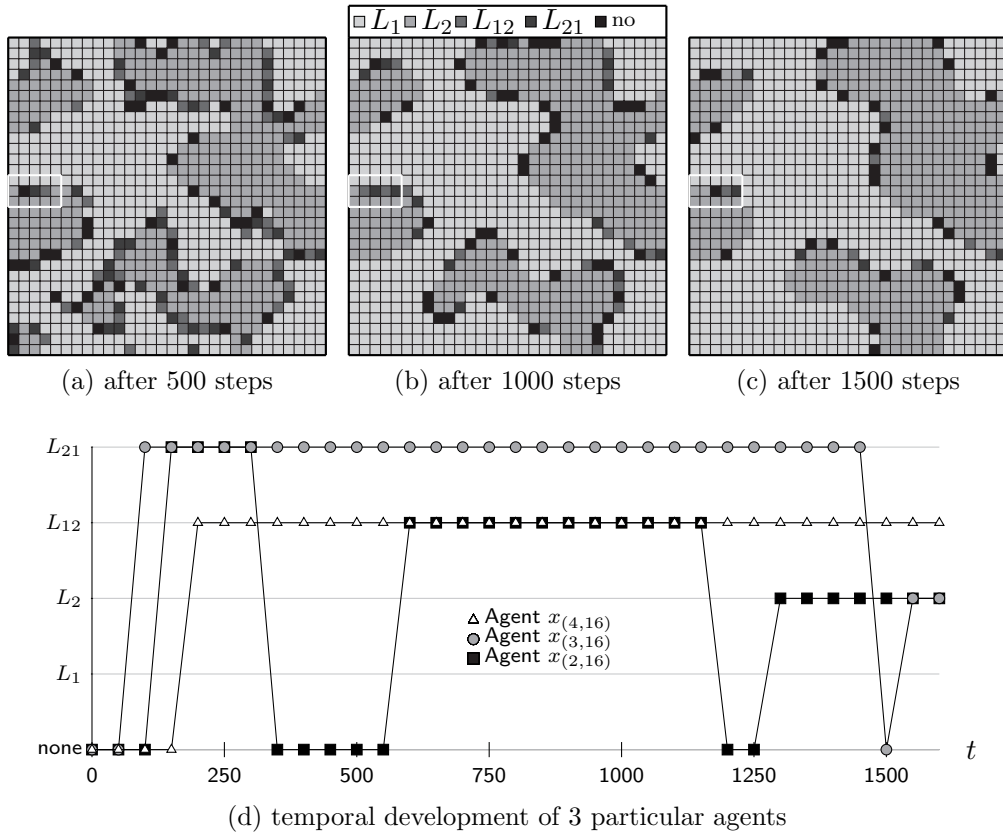 L₁ L₂ L₁₂ L₂₁ no
(a) after 500 steps
(b) after 1000 steps
(c) after 1500 steps
L₂₁
L₁₂
L₂
L₁
none
Agent x₍₄,₁₆₎
Agent x₍₃,₁₆₎
Agent x₍₂,₁₆₎
0 250 500 750 1000 1250 1500
t
(d) temporal development of 3 particular agents